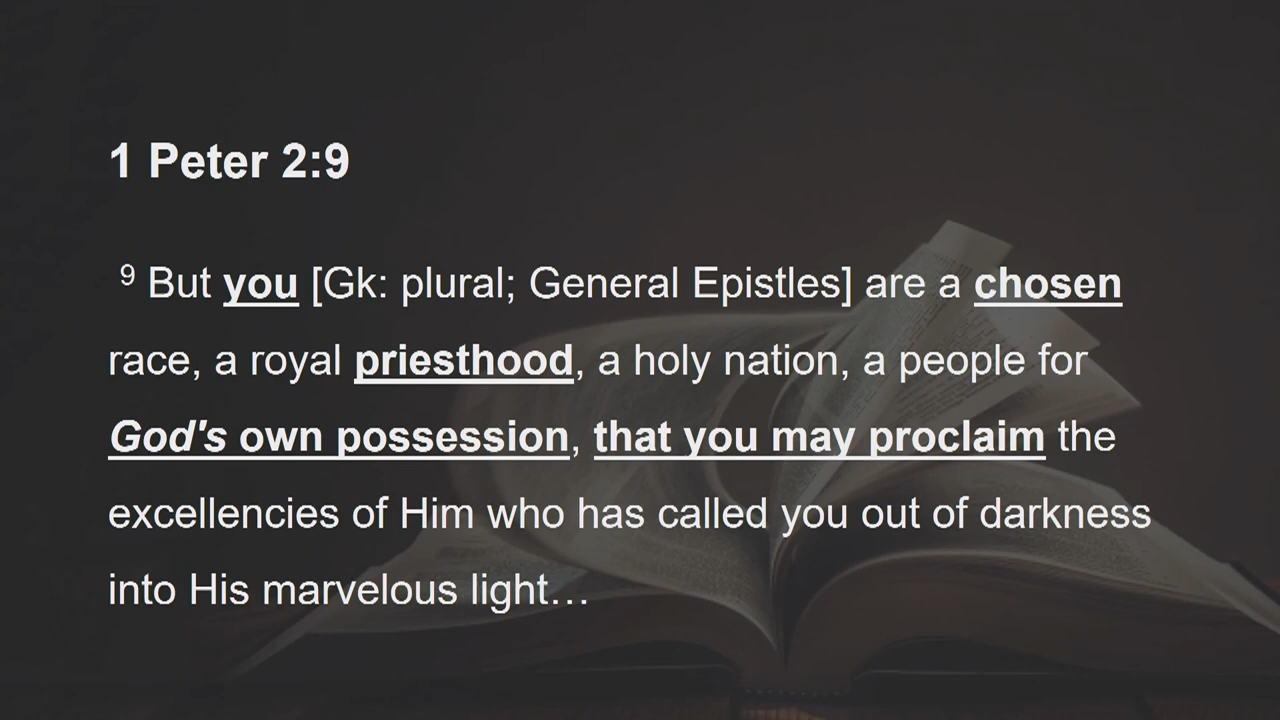 1 Peter 2:9
9 But you [Gk: plural; General Epistles] are a chosen
race, a royal priesthood, a holy nation, a people for
God's own possession, that you may proclaim the
excellencies of Him who has called you out of darkness
into His marvelous light…